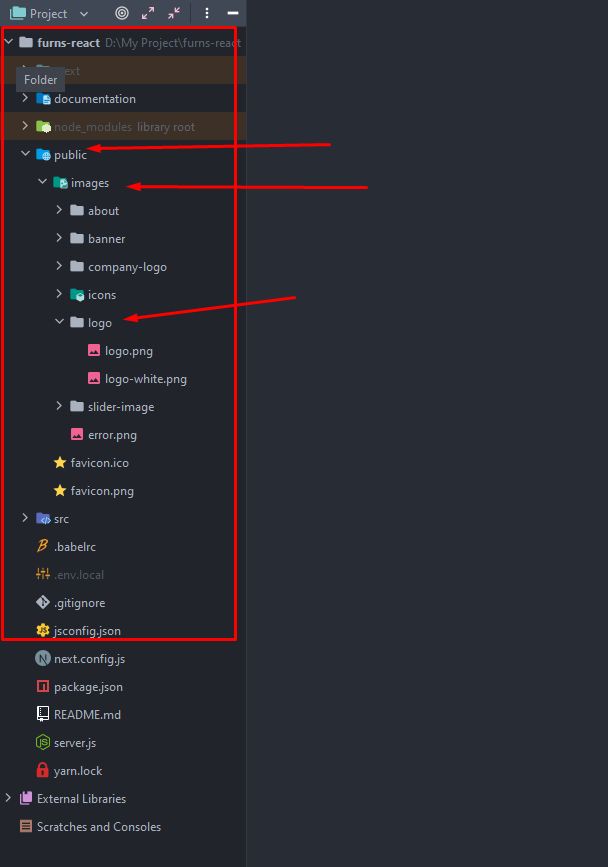 Project
furns-react D:\My Project\furns-react
ext
Folder
documentation
node_modules library root
public
images
about
banner
company-logo
icons
logo
logo.png
logo-white.png
slider-image
error.png
favicon.ico
favicon.png
src
.babelrc
.env.local
.gitignore
jsconfig.json
next.config.js
package.json
README.md
server.js
yarn.lock
External Libraries
Scratches and Consoles